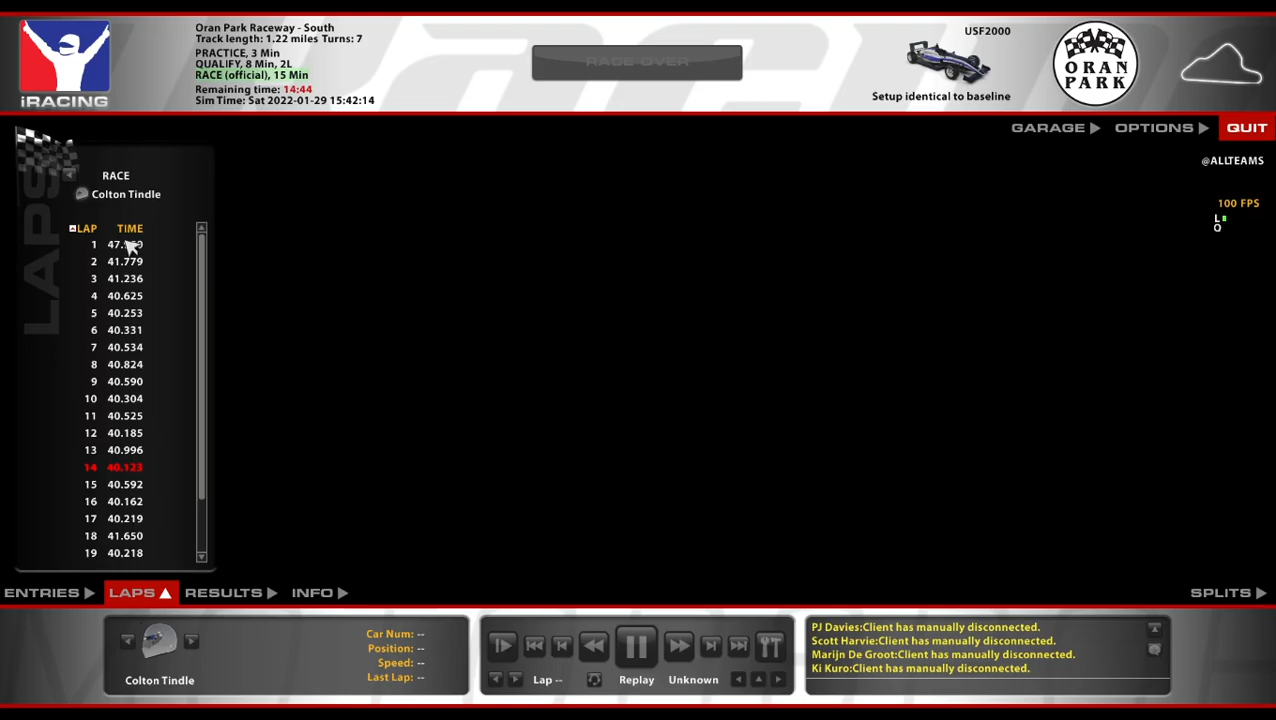 iRACING
Oran Park Raceway - South
Track length: 1.22 miles Turns: 7
PRACTICE, 3 Min
QUALIFY, 8 Min, 2L
RACE (official), 15 Min
Remaining time: 14:44
Sim Time: Sat 2022-01-29 15:42:14
RACE OVER
USF2000
Setup identical to baseline
ORAN
PARK
GARAGE
OPTIONS
QUIT
@ALLTEAMS
100 FPS
L
Q
LAPS
RACE
Colton Tindle
LAP TIME
1
2 41.779
3 41.236
4 40.625
5 40.253
6 40.331
7 40.534
8 40.824
9 40.590
10 40.304
11 40.525
12 40.185
13 40.996
14 40.123
15 40.592
16 40.162
17 40.219
18 41.650
19 40.218
ENTRIES
LAPS
RESULTS
INFO
SPLITS
Colton Tindle
Car Num: --
Position: --
Speed: --
Last Lap: --
Lap --
Replay
Unknown
PJ Davies:Client has manually disconnected.
Scott Harvie:Client has manually disconnected.
Marijn De Groot:Client has manually disconnected.
Ki Kuro:Client has manually disconnected.